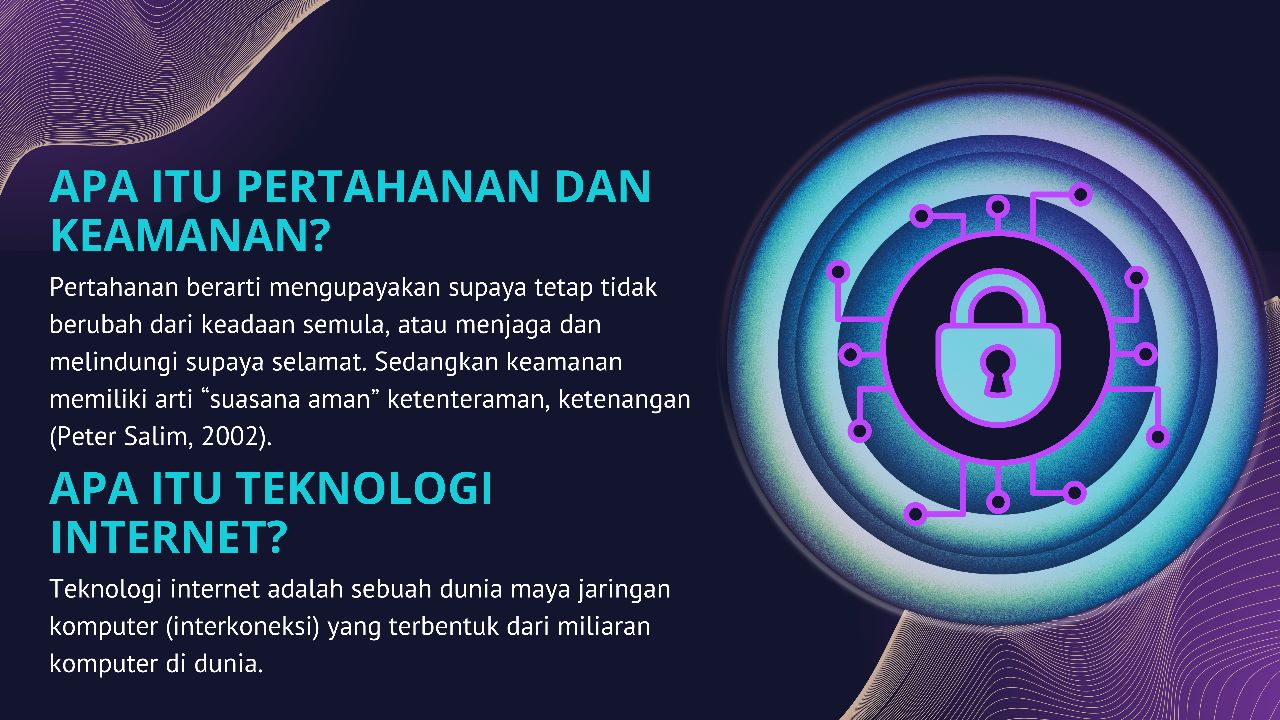 APA ITU PERTAHANAN DAN
KEAMANAN?
Pertahanan berarti mengupayakan supaya tetap tidak
berubah dari keadaan semula, atau menjaga dan
melindungi supaya selamat. Sedangkan keamanan
memiliki arti “suasana aman” ketenteraman, ketenangan
(Peter Salim, 2002).
APA ITU TEKNOLOGI
INTERNET?
Teknologi internet adalah sebuah dunia maya jaringan
komputer (interkoneksi) yang terbentuk dari miliaran
komputer di dunia.